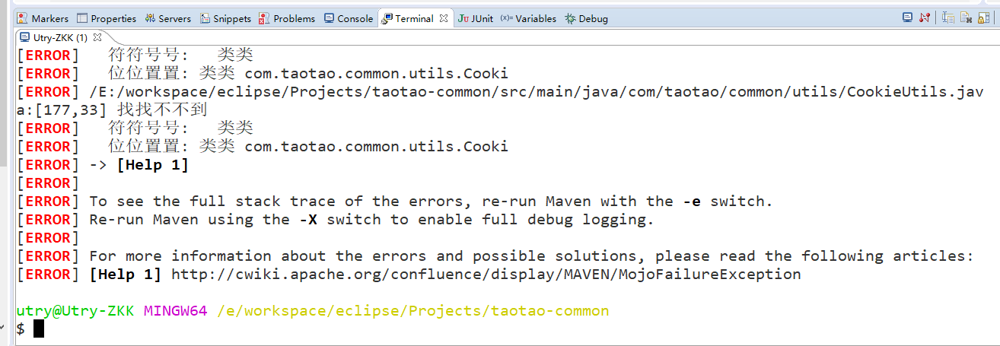 Markers Properties Servers Snippets Problems Console Terminal JUnit Variables Debug
Utry-ZKK (1)
[ERROR]   符符号号:   类类
[ERROR]   位位置置: 类类 com.taotao.common.utils.Cooki
[ERROR] /E:/workspace/eclipse/Projects/taotao-common/src/main/java/com/taotao/common/utils/CookieUtils.jav
a:[177,33] 找找不不到
[ERROR]   符符号号:   类类
[ERROR]   位位置置: 类类 com.taotao.common.utils.Cooki
[ERROR] -> [Help 1]
[ERROR]
[ERROR] To see the full stack trace of the errors, re-run Maven with the -e switch.
[ERROR] Re-run Maven using the -X switch to enable full debug logging.
[ERROR]
[ERROR] For more information about the errors and possible solutions, please read the following articles:
[ERROR] [Help 1] http://cwiki.apache.org/confluence/display/MAVEN/MojoFailureException
utry@Utry-ZKK MINGW64 /e/workspace/eclipse/Projects/taotao-common
$